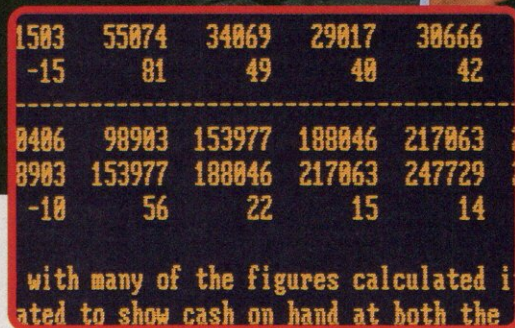 1503 55074 34069 29017 30666
-15 81 49 40 42
0406 98903 153977 188046 217063
8903 153977 188046 217063 247729
-10 56 22 15 14
with many of the figures calculated i
ated to show cash on hand at both the